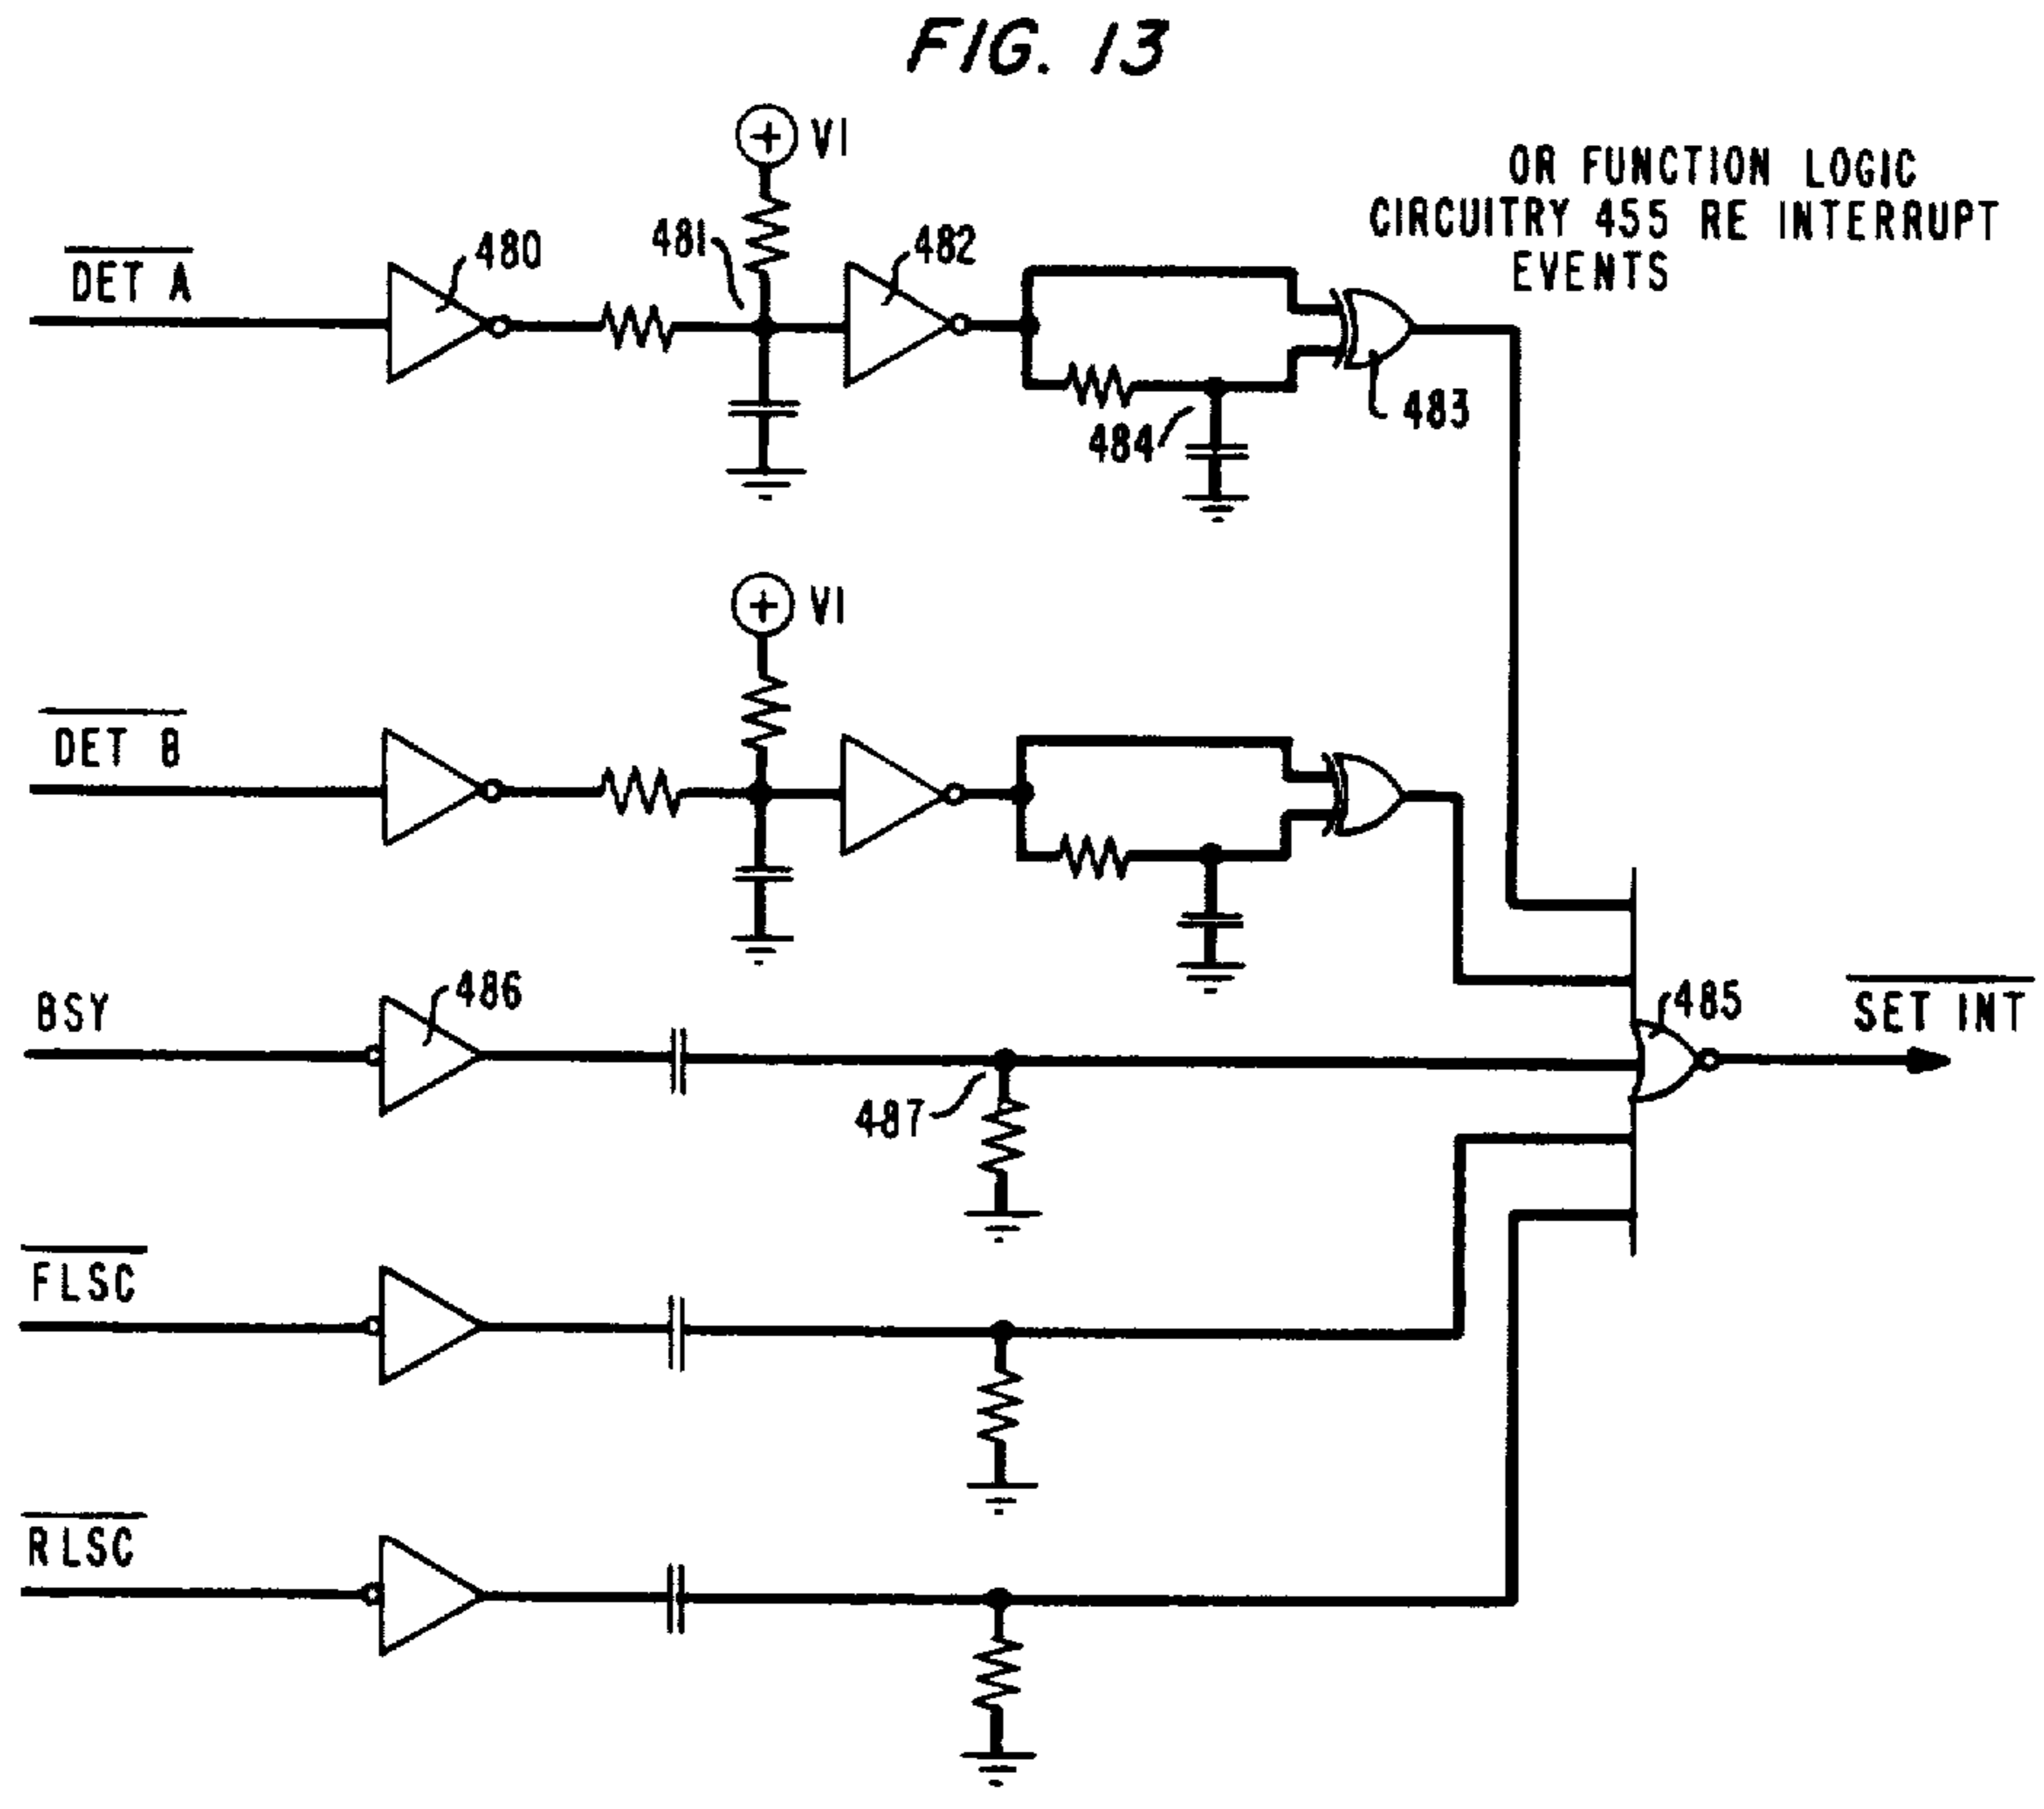 FIG. 13
+ V1
OR FUNCTION LOGIC
CIRCUITRY 455 RE INTERRUPT
EVENTS
DET A
480
481
482
483
484
+ V1
DET B
BSY
486
487
485
SET INT
FLSC
RLSC